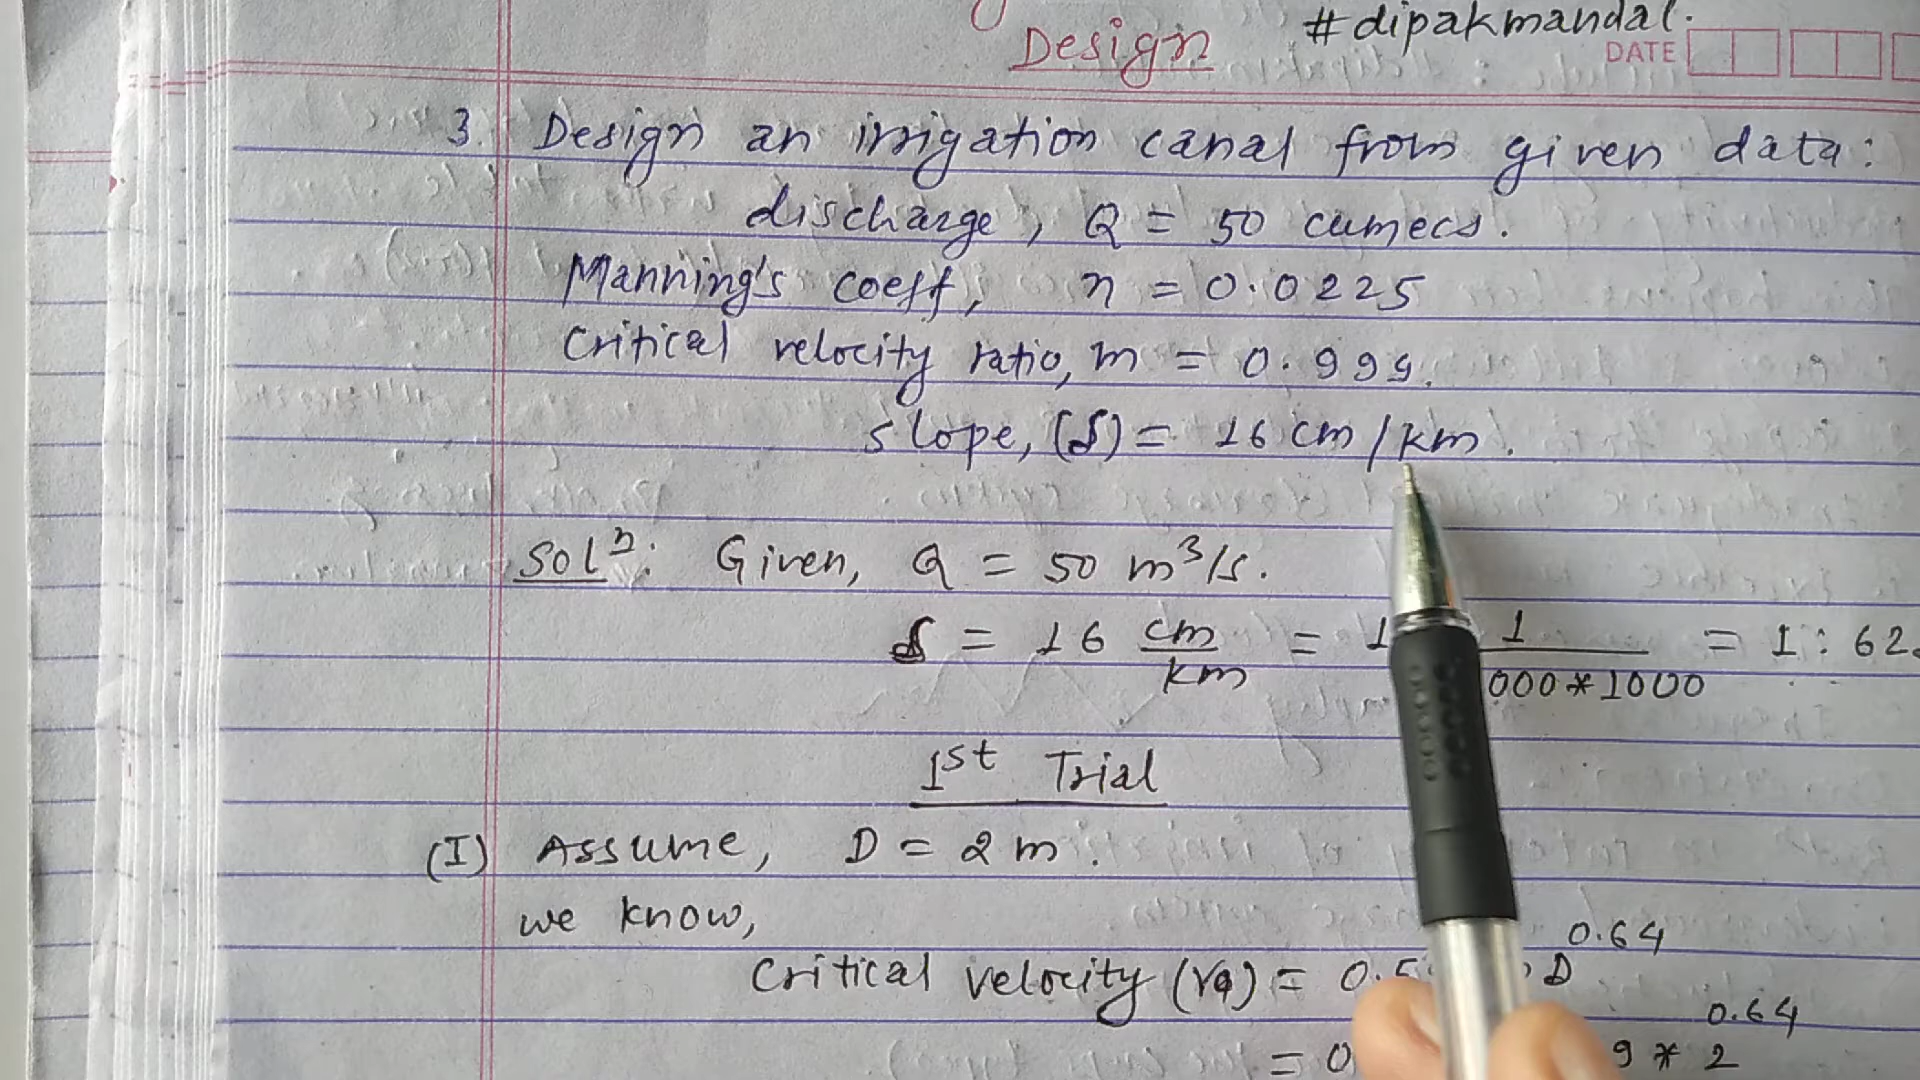 Design
#dipakmandal.
DATE
3. Design an irrigation canal from given data:
discharge, Q = 50 cumecs.
Manning's coeff, n = 0.0225
Critical velocity ratio, m = 0.999.
slope, (S) = 16 cm/km.
Solⁿ: Given, Q = 50 m³/s.
S = 16 cm/km = 1 1/000*1000 = 1 : 62
1st Trial
(I) Assume, D = 2 m.
we know,
Critical velocity (V0) = 0.5 D^0.64
= 0 9 * 2^0.64